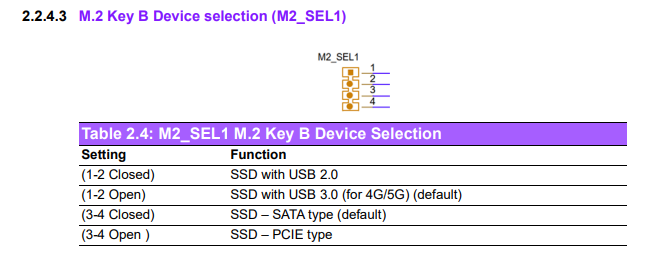 2.2.4.3 M.2 Key B Device selection (M2_SEL1)
M2_SEL1
1
2
3
4
Table 2.4: M2_SEL1 M.2 Key B Device Selection
Setting Function
(1-2 Closed) SSD with USB 2.0
(1-2 Open) SSD with USB 3.0 (for 4G/5G) (default)
(3-4 Closed) SSD – SATA type (default)
(3-4 Open ) SSD – PCIE type